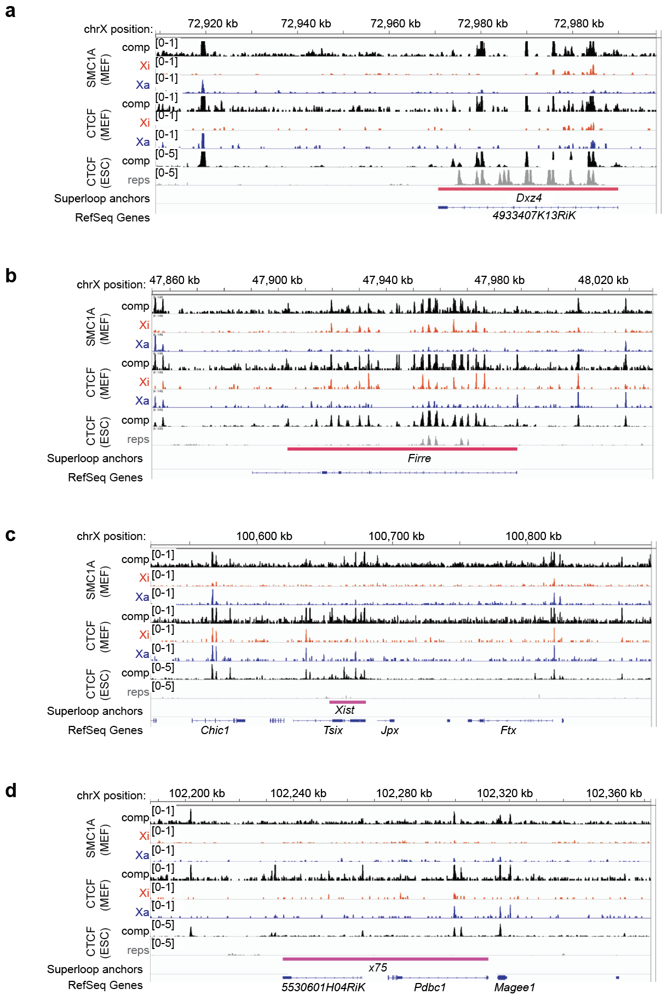 a
chrX position: 72,920 kb 72,940 kb 72,960 kb 72,980 kb 72,980 kb
SMC1A (MEF)
comp [0-1]
Xi [0-1]
Xa [0-1]
CTCF (MEF)
comp [0-1]
Xi [0-1]
Xa [0-1]
CTCF (ESC)
comp [0-5]
reps [0-5]
Superloop anchors Dxz4
RefSeq Genes 4933407K13RiK
b
chrX position: 47,860 kb 47,900 kb 47,940 kb 47,980 kb 48,020 kb
SMC1A (MEF)
comp
Xi
Xa
CTCF (MEF)
comp
Xi
Xa
CTCF (ESC)
comp
reps
Superloop anchors Firre
RefSeq Genes
c
chrX position: 100,600 kb 100,700 kb 100,800 kb
SMC1A (MEF)
comp [0-1]
Xi [0-1]
Xa [0-1]
CTCF (MEF)
comp [0-1]
Xi [0-1]
Xa [0-1]
CTCF (ESC)
comp [0-5]
reps [0-5]
Superloop anchors Xist
RefSeq Genes Chic1 Tsix Jpx Ftx
d
chrX position: 102,200 kb 102,240 kb 102,280 kb 102,320 kb 102,360 kb
SMC1A (MEF)
comp [0-1]
Xi [0-1]
Xa [0-1]
CTCF (MEF)
comp [0-1]
Xi [0-1]
Xa [0-1]
CTCF (ESC)
comp [0-5]
reps [0-5]
Superloop anchors x75
RefSeq Genes 5530601H04RiK Pdbc1 Magee1